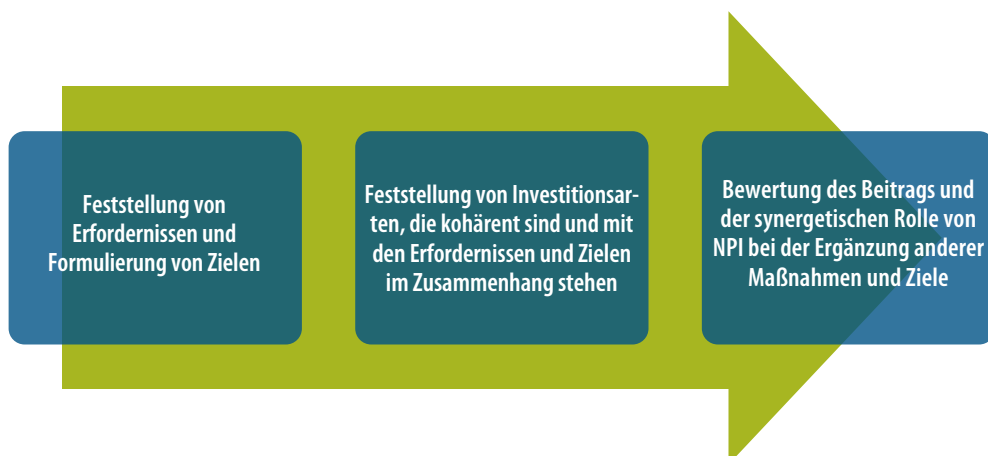 Feststellung von
Erfordernissen und
Formulierung von Zielen
Feststellung von Investitionsar-
ten, die kohärent sind und mit
den Erfordernissen und Zielen
im Zusammenhang stehen
Bewertung des Beitrags und
der synergetischen Rolle von
NPI bei der Ergänzung anderer
Maßnahmen und Ziele